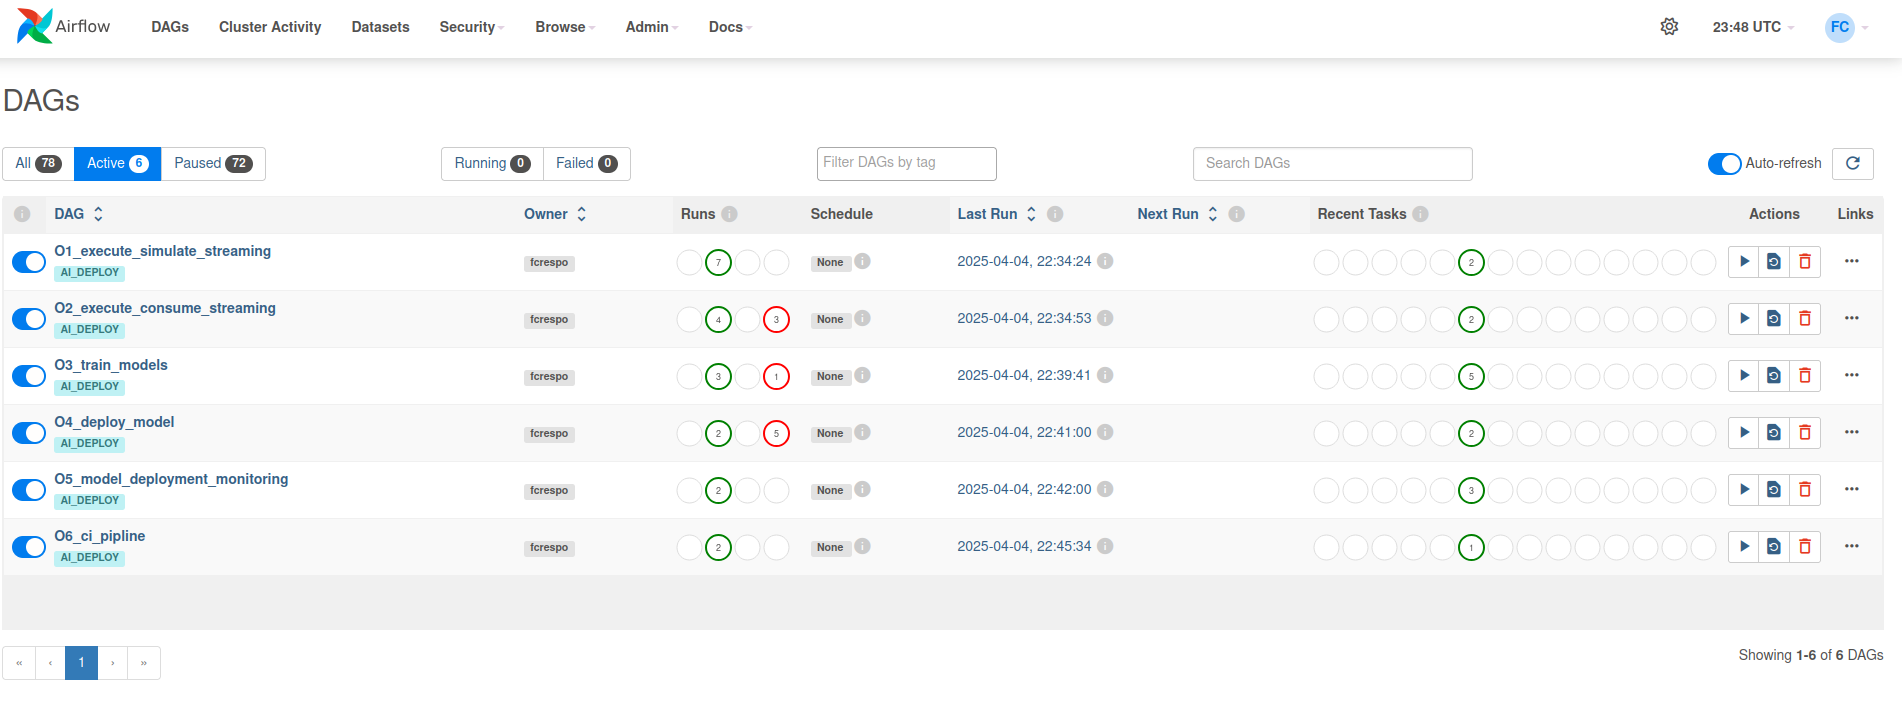 Airflow DAGs Cluster Activity Datasets Security Browse Admin Docs 23:48 UTC FC
DAGs
All 78 Active 6 Paused 72 Running 0 Failed 0 Filter DAGs by tag Search DAGs Auto-refresh
i DAG Owner Runs i Schedule Last Run i Next Run i Recent Tasks i Actions Links
O1_execute_simulate_streaming
AI_DEPLOY
fcrespo 7 None i 2025-04-04, 22:34:24 i 2
O2_execute_consume_streaming
AI_DEPLOY
fcrespo 4 3 None i 2025-04-04, 22:34:53 i 2
O3_train_models
AI_DEPLOY
fcrespo 3 1 None i 2025-04-04, 22:39:41 i 5
O4_deploy_model
AI_DEPLOY
fcrespo 2 5 None i 2025-04-04, 22:41:00 i 2
O5_model_deployment_monitoring
AI_DEPLOY
fcrespo 2 None i 2025-04-04, 22:42:00 i 3
O6_ci_pipline
AI_DEPLOY
fcrespo 2 None i 2025-04-04, 22:45:34 i 1
« ‹ 1 › »
Showing 1-6 of 6 DAGs